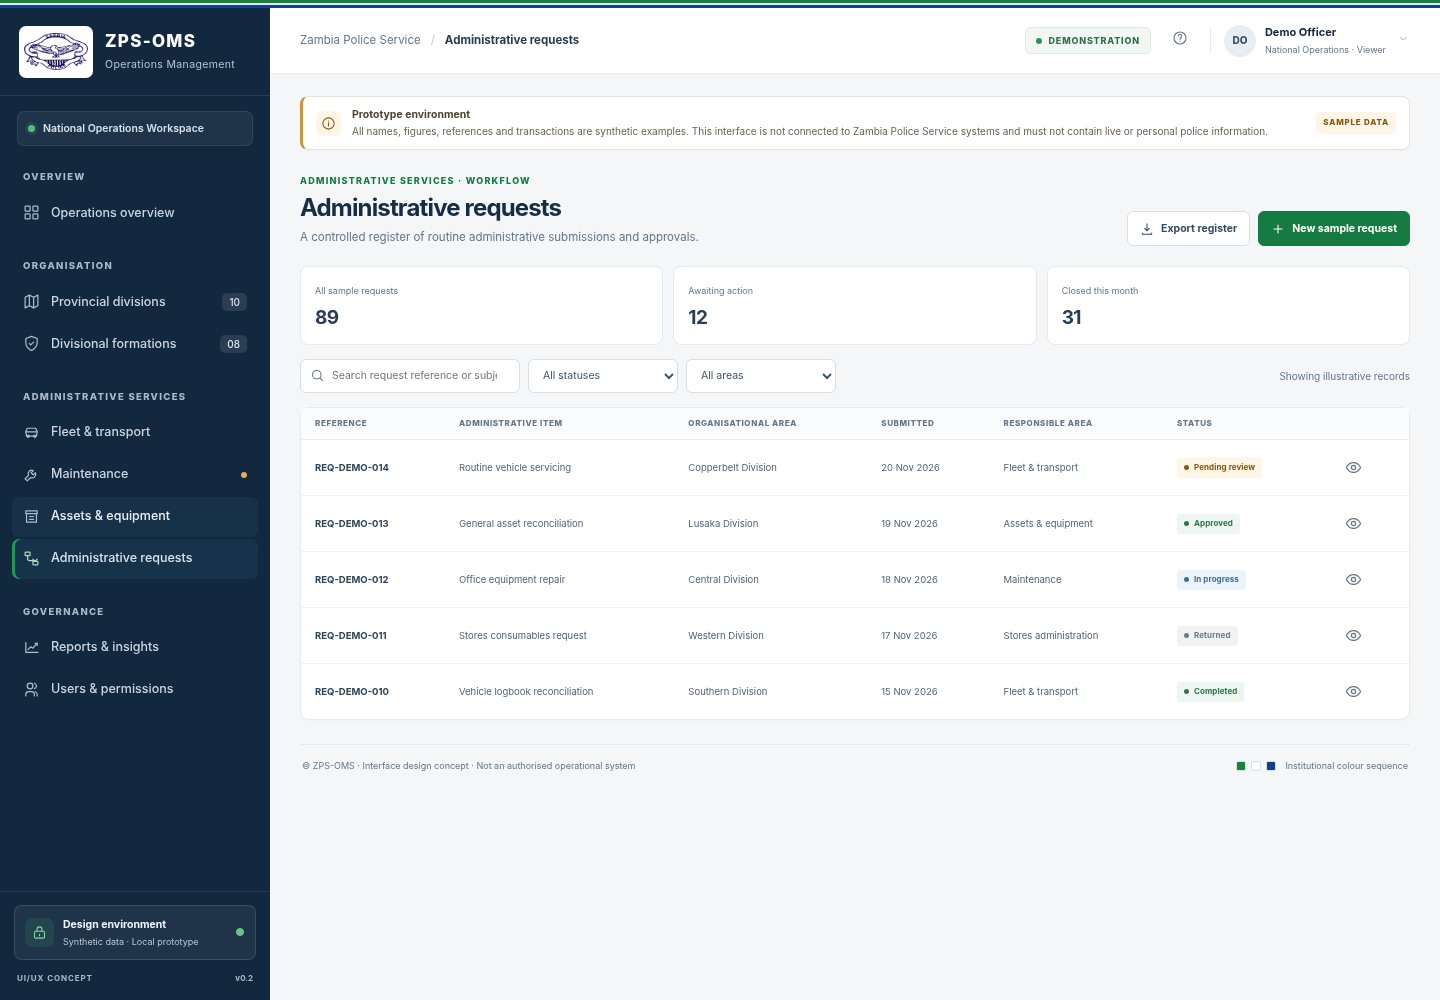 ZPS-OMS
Operations Management
National Operations Workspace
OVERVIEW
Operations overview
ORGANISATION
Provincial divisions 10
Divisional formations 08
ADMINISTRATIVE SERVICES
Fleet & transport
Maintenance
Assets & equipment
Administrative requests
GOVERNANCE
Reports & insights
Users & permissions
Design environment
Synthetic data · Local prototype
UI/UX CONCEPT v0.2
Zambia Police Service / Administrative requests
DEMONSTRATION
DO
Demo Officer
National Operations · Viewer
Prototype environment
All names, figures, references and transactions are synthetic examples. This interface is not connected to Zambia Police Service systems and must not contain live or personal police information.
SAMPLE DATA
ADMINISTRATIVE SERVICES · WORKFLOW
Administrative requests
A controlled register of routine administrative submissions and approvals.
Export register
New sample request
All sample requests
89
Awaiting action
12
Closed this month
31
Search request reference or subje
All statuses
All areas
Showing illustrative records
REFERENCE ADMINISTRATIVE ITEM ORGANISATIONAL AREA SUBMITTED RESPONSIBLE AREA STATUS
REQ-DEMO-014 Routine vehicle servicing Copperbelt Division 20 Nov 2026 Fleet & transport Pending review
REQ-DEMO-013 General asset reconciliation Lusaka Division 19 Nov 2026 Assets & equipment Approved
REQ-DEMO-012 Office equipment repair Central Division 18 Nov 2026 Maintenance In progress
REQ-DEMO-011 Stores consumables request Western Division 17 Nov 2026 Stores administration Returned
REQ-DEMO-010 Vehicle logbook reconciliation Southern Division 15 Nov 2026 Fleet & transport Completed
© ZPS-OMS · Interface design concept · Not an authorised operational system
Institutional colour sequence